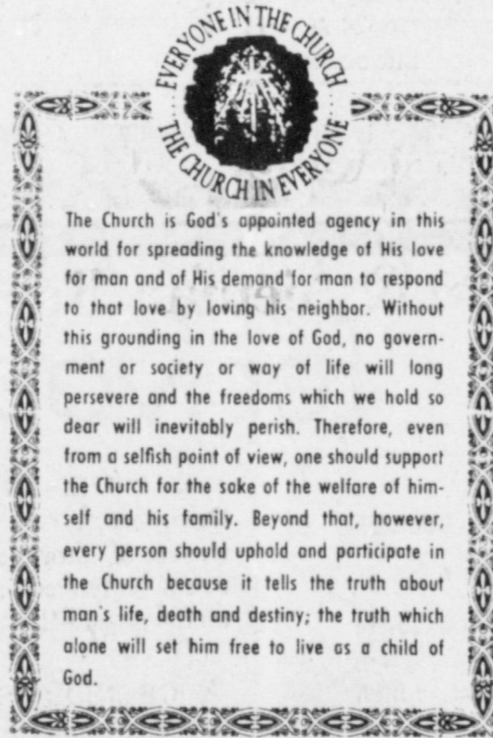 EVERYONE IN THE CHURCH
THE CHURCH IN EVERYONE
The Church is God's appointed agency in this
world for spreading the knowledge of His love
for man and of His demand for man to respond
to that love by loving his neighbor. Without
this grounding in the love of God, no govern-
ment or society or way of life will long
persevere and the freedoms which we hold so
dear will inevitably perish. Therefore, even
from a selfish point of view, one should support
the Church for the sake of the welfare of him-
self and his family. Beyond that, however,
every person should uphold and participate in
the Church because it tells the truth about
man's life, death and destiny; the truth which
alone will set him free to live as a child of
God.